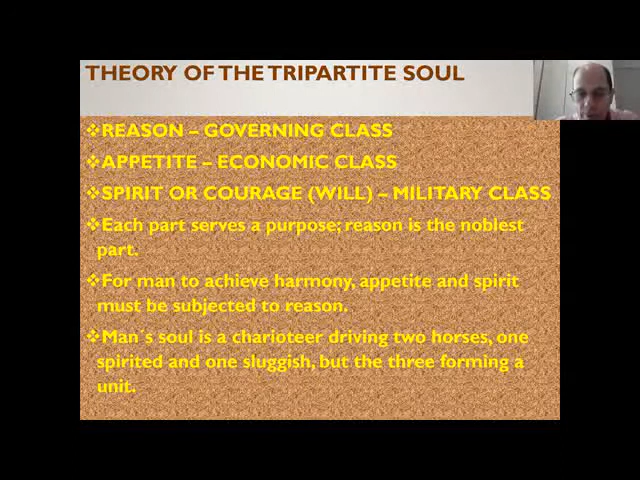 THEORY OF THE TRIPARTITE SOUL
❖REASON – GOVERNING CLASS
❖APPETITE – ECONOMIC CLASS
❖SPIRIT OR COURAGE (WILL) – MILITARY CLASS
❖Each part serves a purpose; reason is the noblest
part.
❖For man to achieve harmony, appetite and spirit
must be subjected to reason.
❖Man´s soul is a charioteer driving two horses, one
spirited and one sluggish, but the three forming a
unit.